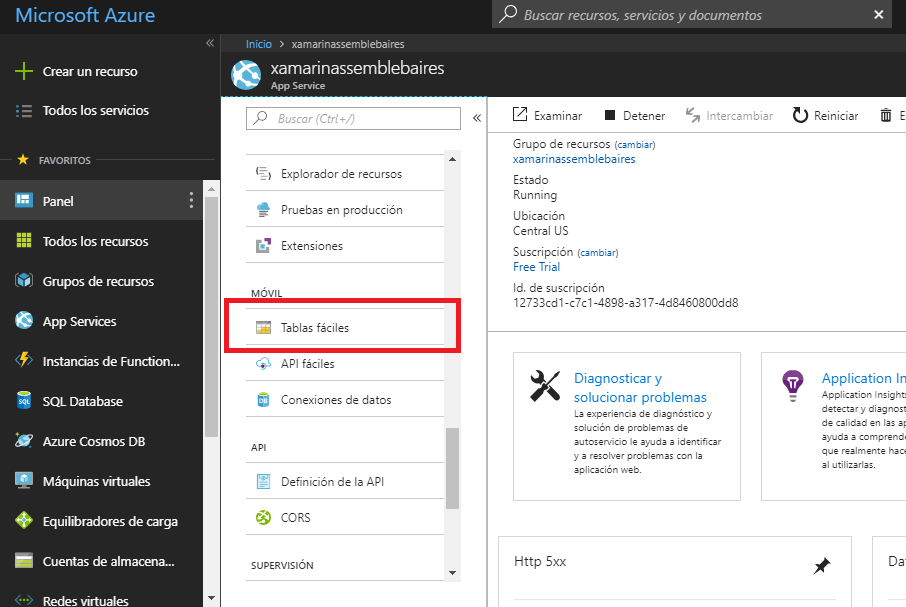 Microsoft Azure
Buscar recursos, servicios y documentos
Crear un recurso
Todos los servicios
FAVORITOS
Panel
Todos los recursos
Grupos de recursos
App Services
Instancias de Function...
SQL Database
Azure Cosmos DB
Máquinas virtuales
Equilibradores de carga
Cuentas de almacena...
Redes virtuales
Inicio > xamarinassemblebaires
xamarinassemblebaires
App Service
Buscar (Ctrl+/)
Explorador de recursos
Pruebas en producción
Extensiones
MÓVIL
Tablas fáciles
API fáciles
Conexiones de datos
API
Definición de la API
CORS
SUPERVISIÓN
Examinar
Detener
Intercambiar
Reiniciar
E
Grupo de recursos (cambiar)
xamarinassemblebaires
Estado
Running
Ubicación
Central US
Suscripción (cambiar)
Free Trial
Id. de suscripción
12733cd1-c7c1-4898-a317-4d8460800dd8
Diagnosticar y
solucionar problemas
La experiencia de diagnóstico y
solución de problemas de
autoservicio le ayuda a identificar
y a resolver problemas con la
aplicación web.
Application In
Application Insights
detectar y diagnost
de calidad en las ap
ayuda a comprende
que realmente hace
al utilizarlas.
Http 5xx
Da